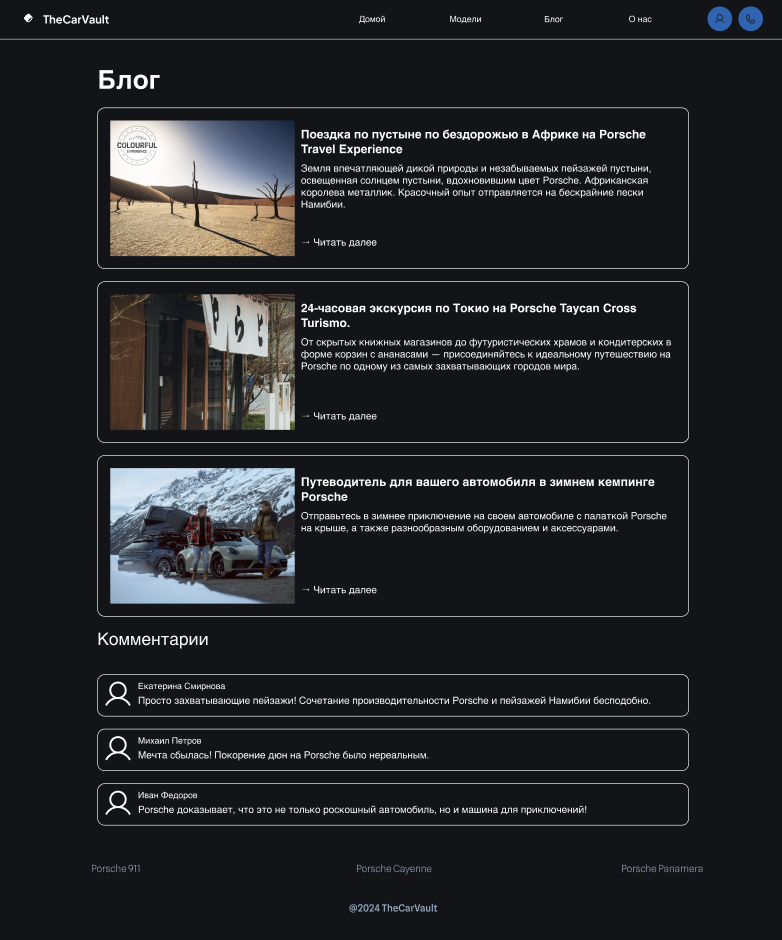 TheCarVault
Домой
Модели
Блог
О нас
Блог
COLOURFUL
EXPERIENCE
Поездка по пустыне по бездорожью в Африке на Porsche
Travel Experience
Земля впечатляющей дикой природы и незабываемых пейзажей пустыни,
освещенная солнцем пустыни, вдохновившим цвет Porsche. Африканская
королева металлик. Красочный опыт отправляется на бескрайние пески
Намибии.
→ Читать далее
やらと
24-часовая экскурсия по Токио на Porsche Taycan Cross
Turismo.
От скрытых книжных магазинов до футуристических храмов и кондитерских в
форме корзин с ананасами — присоединяйтесь к идеальному путешествию на
Porsche по одному из самых захватывающих городов мира.
→ Читать далее
Путеводитель для вашего автомобиля в зимнем кемпинге
Porsche
Отправьтесь в зимнее приключение на своем автомобиле с палаткой Porsche
на крыше, а также разнообразным оборудованием и аксессуарами.
→ Читать далее
Комментарии
Екатерина Смирнова
Просто захватывающие пейзажи! Сочетание производительности Porsche и пейзажей Намибии бесподобно.
Михаил Петров
Мечта сбылась! Покорение дюн на Porsche было нереальным.
Иван Федоров
Porsche доказывает, что это не только роскошный автомобиль, но и машина для приключений!
Porsche 911
Porsche Cayenne
Porsche Panamera
@2024 TheCarVault